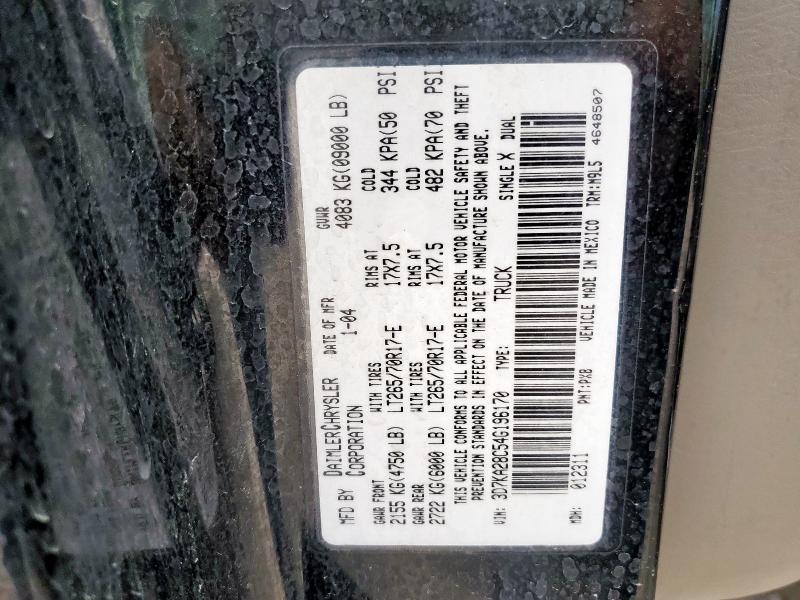 MFD BY DAIMLERCHRYSLER CORPORATION DATE OF MFR 1-04 GVWR 4083 KG(09000 LB)
GAWR FRONT WITH TIRES RIMS AT COLD
2155 KG(4750 LB) LT265/70R17-E 17X7.5 344 KPA(50 PSI)
GAWR REAR WITH TIRES RIMS AT COLD
2722 KG(6000 LB) LT265/70R17-E 17X7.5 482 KPA(70 PSI)
THIS VEHICLE CONFORMS TO ALL APPLICABLE FEDERAL MOTOR VEHICLE SAFETY AND THEFT
PREVENTION STANDARDS IN EFFECT ON THE DATE OF MANUFACTURE SHOWN ABOVE.
VIN: 3D7KA28C54G196170 TYPE: TRUCK SINGLE X DUAL
MDH: 012311 PNT:PXB VEHICLE MADE IN MEXICO TRM:M9L5 4648507